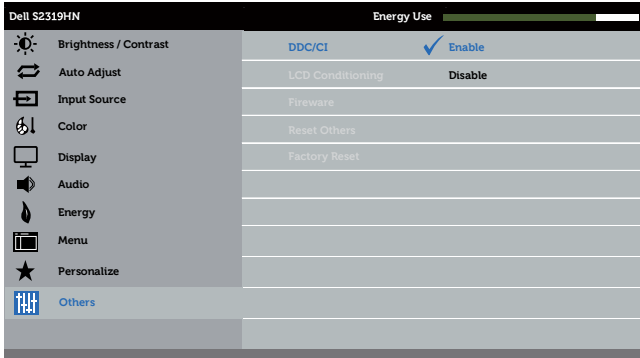 Dell S2319HN Energy Use
Brightness / Contrast
Auto Adjust
Input Source
Color
Display
Audio
Energy
Menu
Personalize
Others
DDC/CI Enable
LCD Conditioning Disable
Fireware
Reset Others
Factory Reset